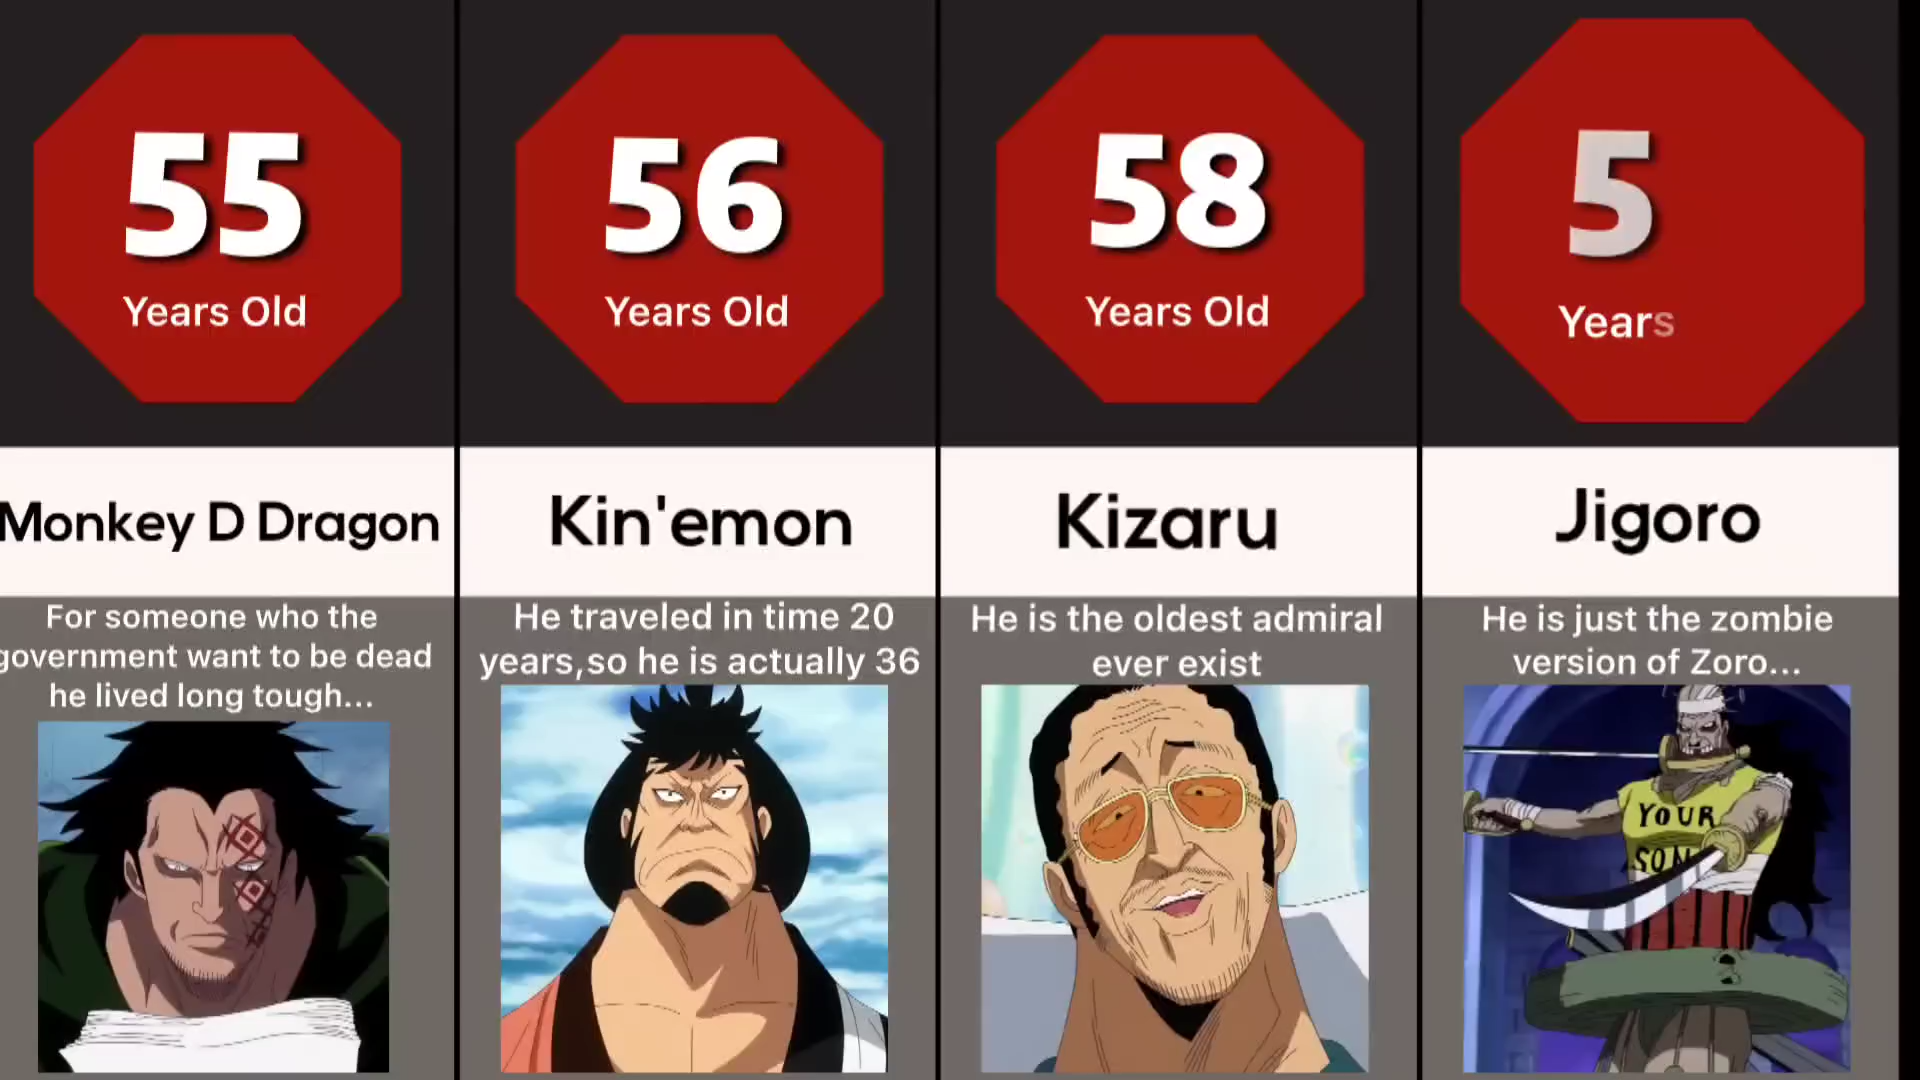 55
Years Old
Monkey D Dragon
For someone who the
government want to be dead
he lived long tough...
56
Years Old
Kin'emon
He traveled in time 20
years,so he is actually 36
58
Years Old
Kizaru
He is the oldest admiral
ever exist
5
Years
Jigoro
He is just the zombie
version of Zoro...
YOUR
SON